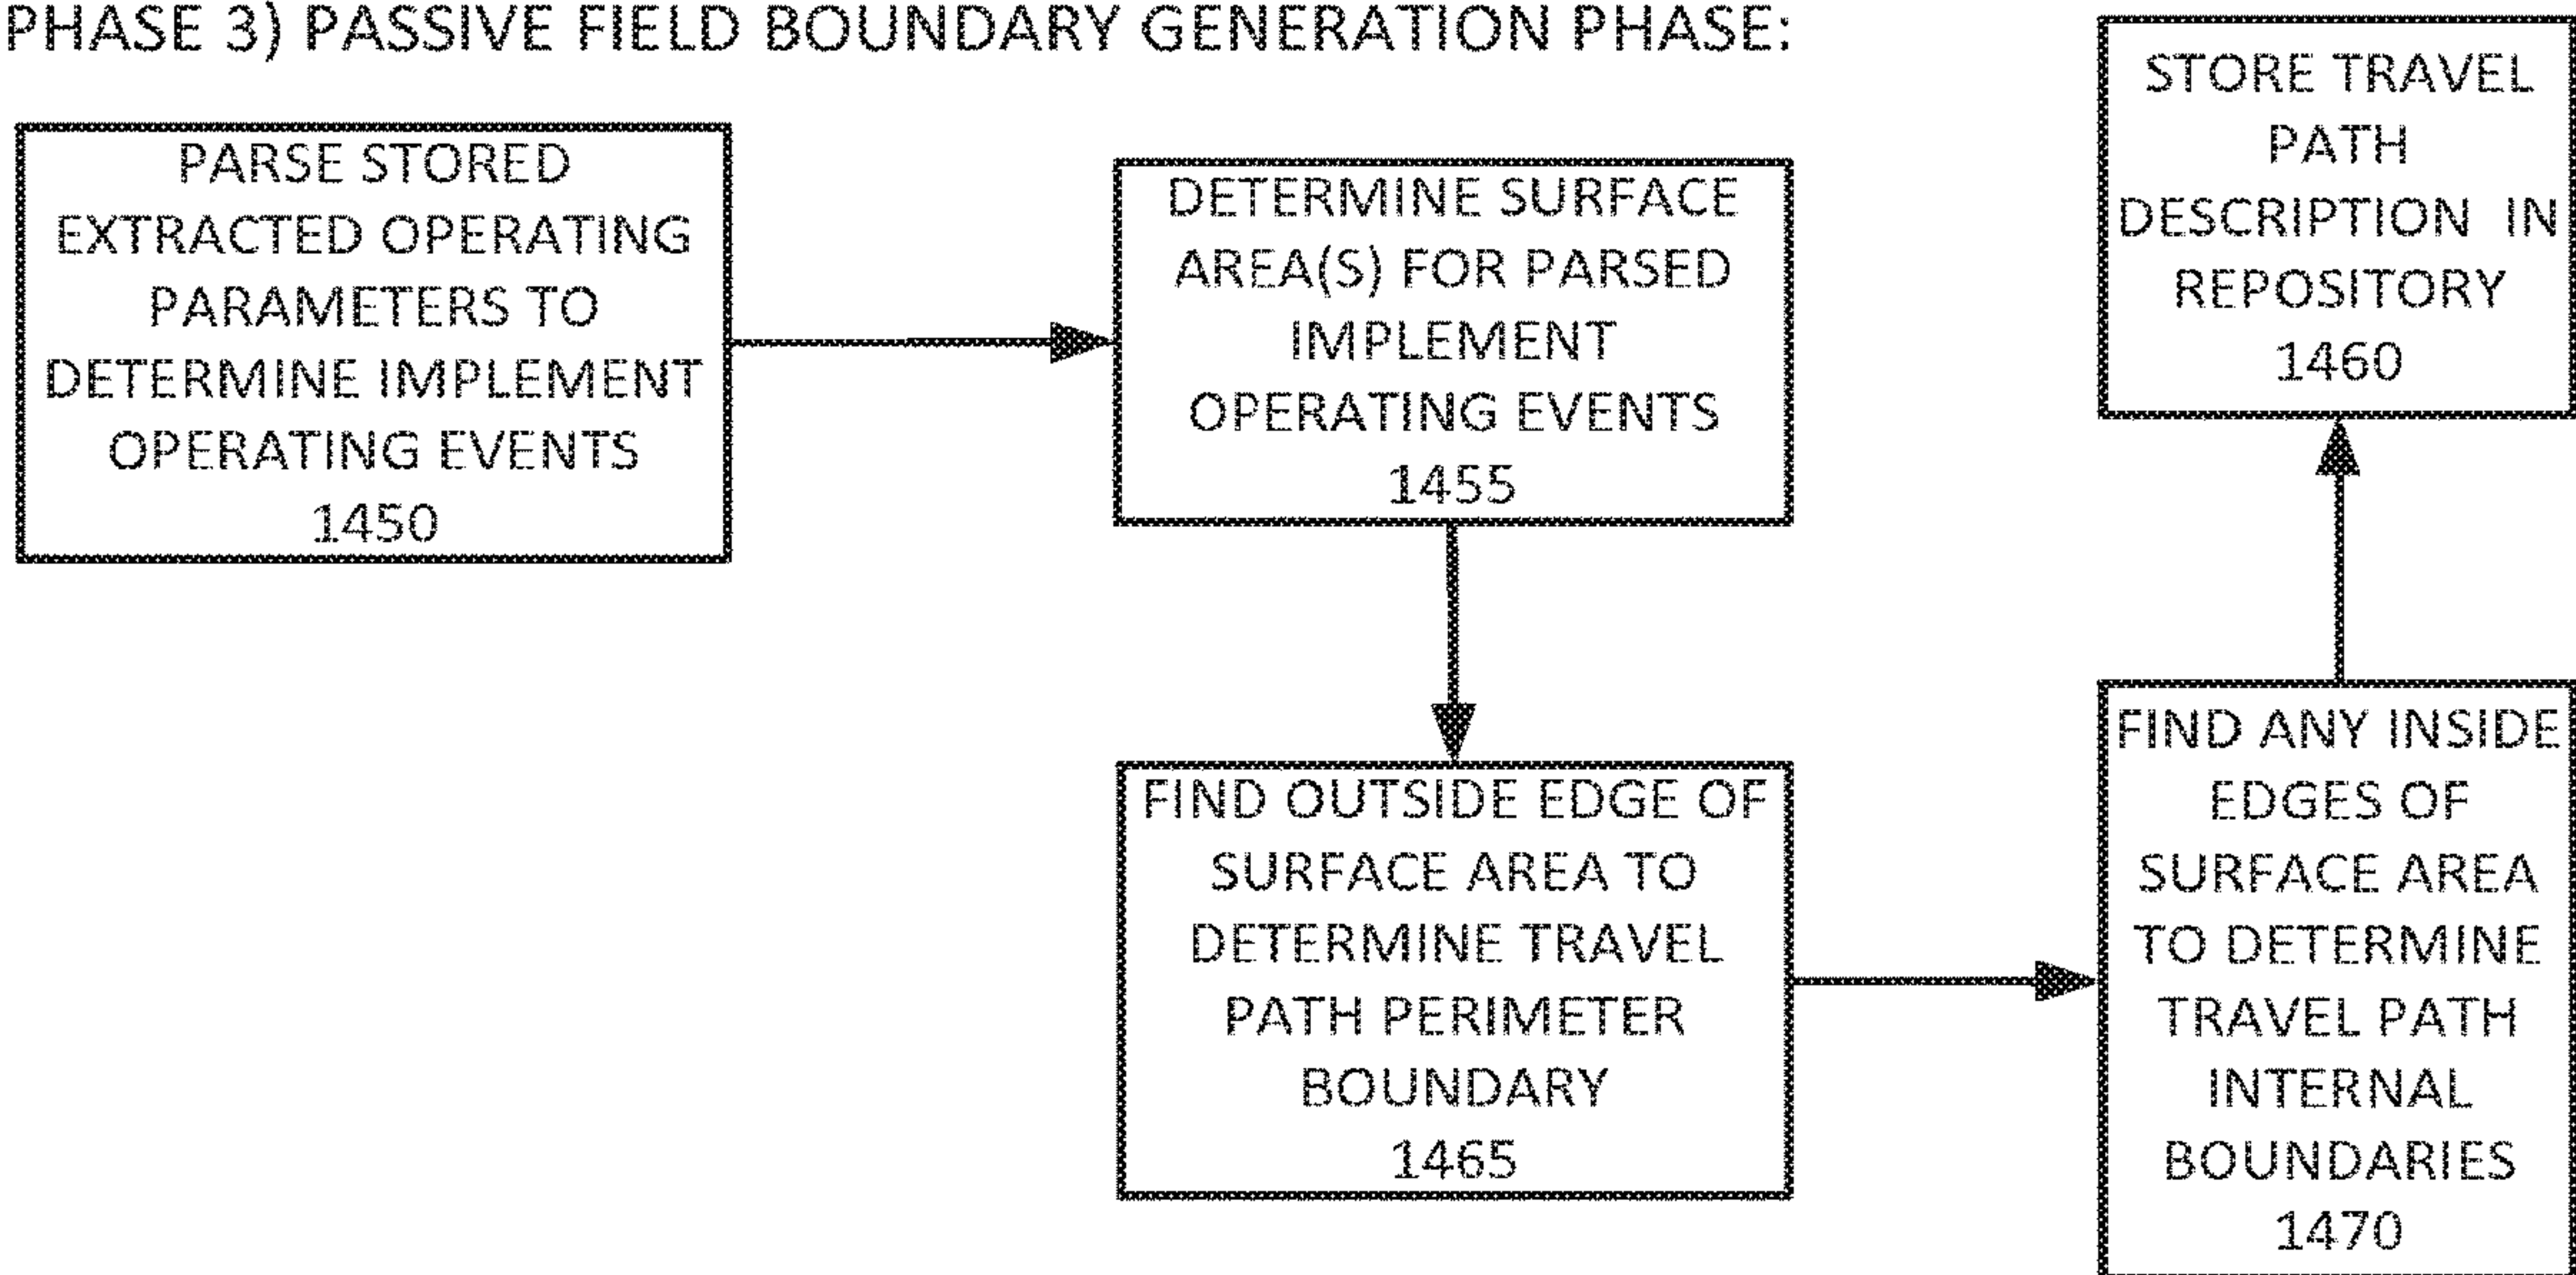 PHASE 3) PASSIVE FIELD BOUNDARY GENERATION PHASE:
PARSE STORED
EXTRACTED OPERATING
PARAMETERS TO
DETERMINE IMPLEMENT
OPERATING EVENTS
1450
DETERMINE SURFACE
AREA(S) FOR PARSED
IMPLEMENT
OPERATING EVENTS
1455
FIND OUTSIDE EDGE OF
SURFACE AREA TO
DETERMINE TRAVEL
PATH PERIMETER
BOUNDARY
1465
FIND ANY INSIDE
EDGES OF
SURFACE AREA
TO DETERMINE
TRAVEL PATH
INTERNAL
BOUNDARIES
1470
STORE TRAVEL
PATH
DESCRIPTION IN
REPOSITORY
1460